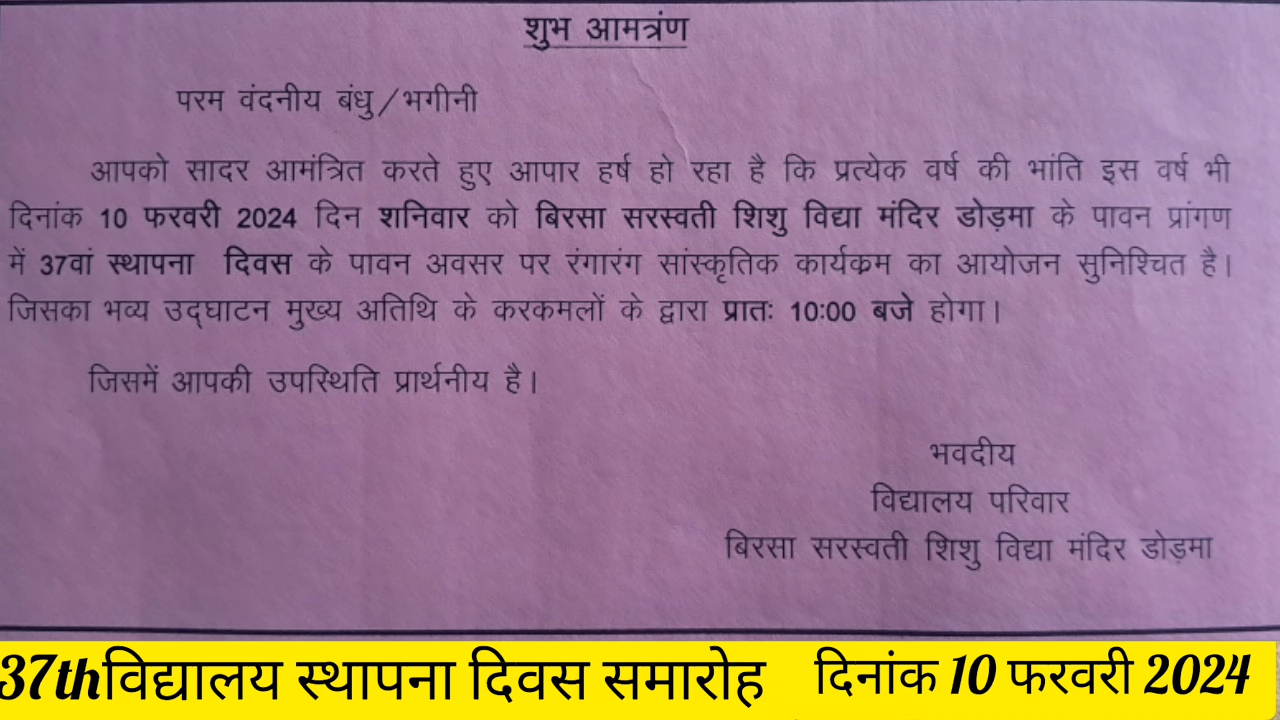 शुभ आमत्रंण
परम वंदनीय बंधु/भगीनी
आपको सादर आमंत्रित करते हुए आपार हर्ष हो रहा है कि प्रत्येक वर्ष की भांति इस वर्ष भी
दिनांक 10 फरवरी 2024 दिन शनिवार को बिरसा सरस्वती शिशु विद्या मंदिर डोड़मा के पावन प्रांगण
में 37वां स्थापना दिवस के पावन अवसर पर रंगारंग सांस्कृतिक कार्यक्रम का आयोजन सुनिश्चित है।
जिसका भव्य उद्घाटन मुख्य अतिथि के करकमलों के द्वारा प्रातः 10:00 बजे होगा।
जिसमें आपकी उपस्थिति प्रार्थनीय है।
भवदीय
विद्यालय परिवार
बिरसा सरस्वती शिशु विद्या मंदिर डोड़मा
37thविद्यालय स्थापना दिवस समारोह दिनांक 10 फरवरी 2024